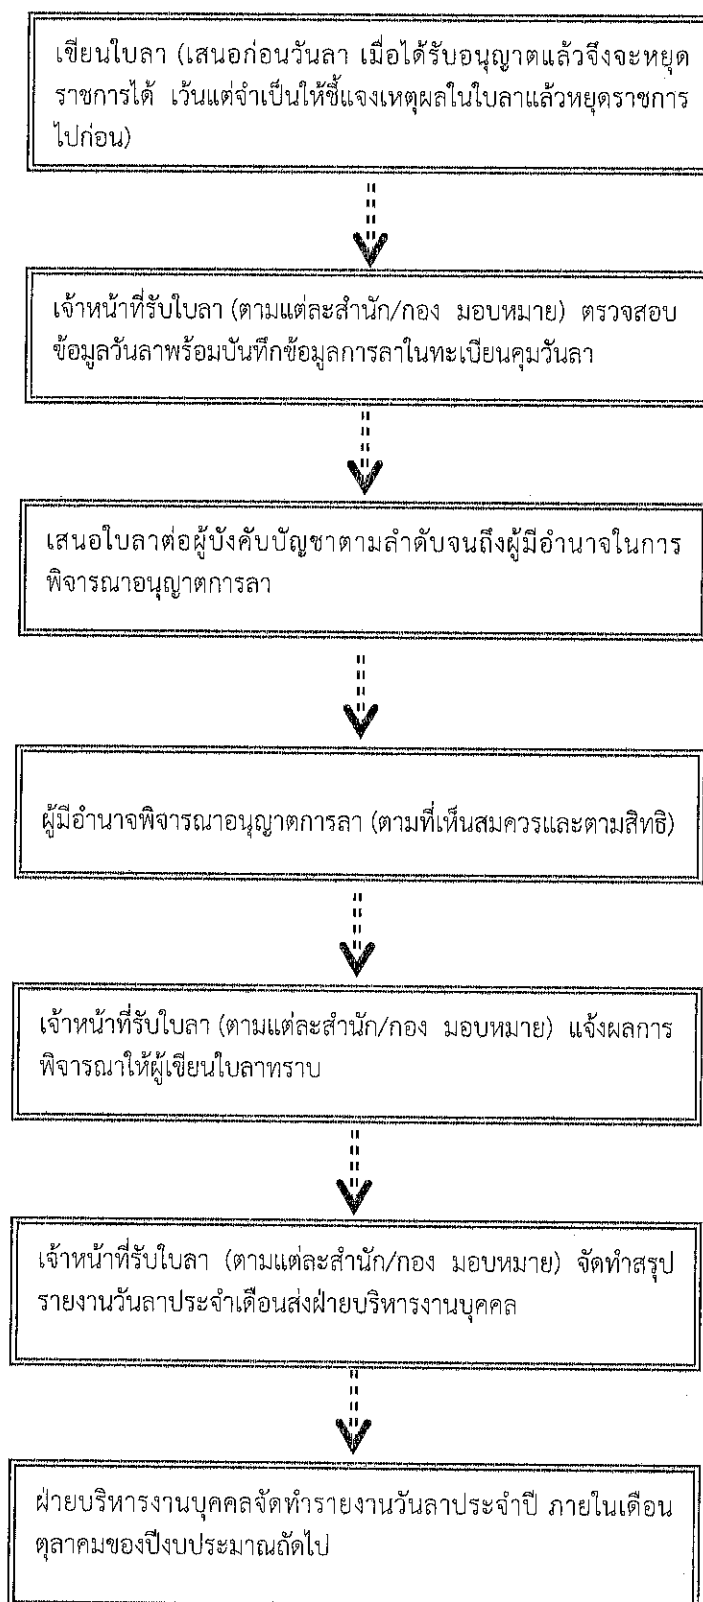 เขียนใบลา (เสนอก่อนวันลา เมื่อได้รับอนุญาตแล้วจึงจะหยุด
ราชการได้ เว้นแต่จำเป็นให้ชี้แจงเหตุผลในใบลาแล้วหยุดราชการ
ไปก่อน)
เจ้าหน้าที่รับใบลา (ตามแต่ละสำนัก/กอง มอบหมาย) ตรวจสอบ
ข้อมูลวันลาพร้อมบันทึกข้อมูลการลาในทะเบียนคุมวันลา
เสนอใบลาต่อผู้บังคับบัญชาตามลำดับจนถึงผู้มีอำนาจในการ
พิจารณาอนุญาตการลา
ผู้มีอำนาจพิจารณาอนุญาตการลา (ตามที่เห็นสมควรและตามสิทธิ)
เจ้าหน้าที่รับใบลา (ตามแต่ละสำนัก/กอง มอบหมาย) แจ้งผลการ
พิจารณาให้ผู้เขียนใบลาทราบ
เจ้าหน้าที่รับใบลา (ตามแต่ละสำนัก/กอง มอบหมาย) จัดทำสรุป
รายงานวันลาประจำเดือนส่งฝ่ายบริหารงานบุคคล
ฝ่ายบริหารงานบุคคลจัดทำรายงานวันลาประจำปี ภายในเดือน
ตุลาคมของปีงบประมาณถัดไป